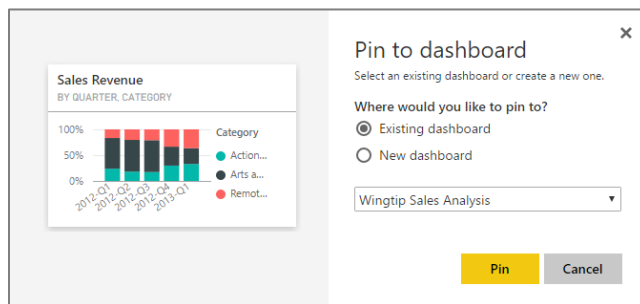 Sales Revenue
BY QUARTER, CATEGORY
100%
50%
0%
2012-Q1
2012-Q2
2012-Q3
2012-Q4
2013-Q1
Category
Action...
Arts a...
Remot...
Pin to dashboard
Select an existing dashboard or create a new one.
Where would you like to pin to?
Existing dashboard
New dashboard
Wingtip Sales Analysis
Pin
Cancel